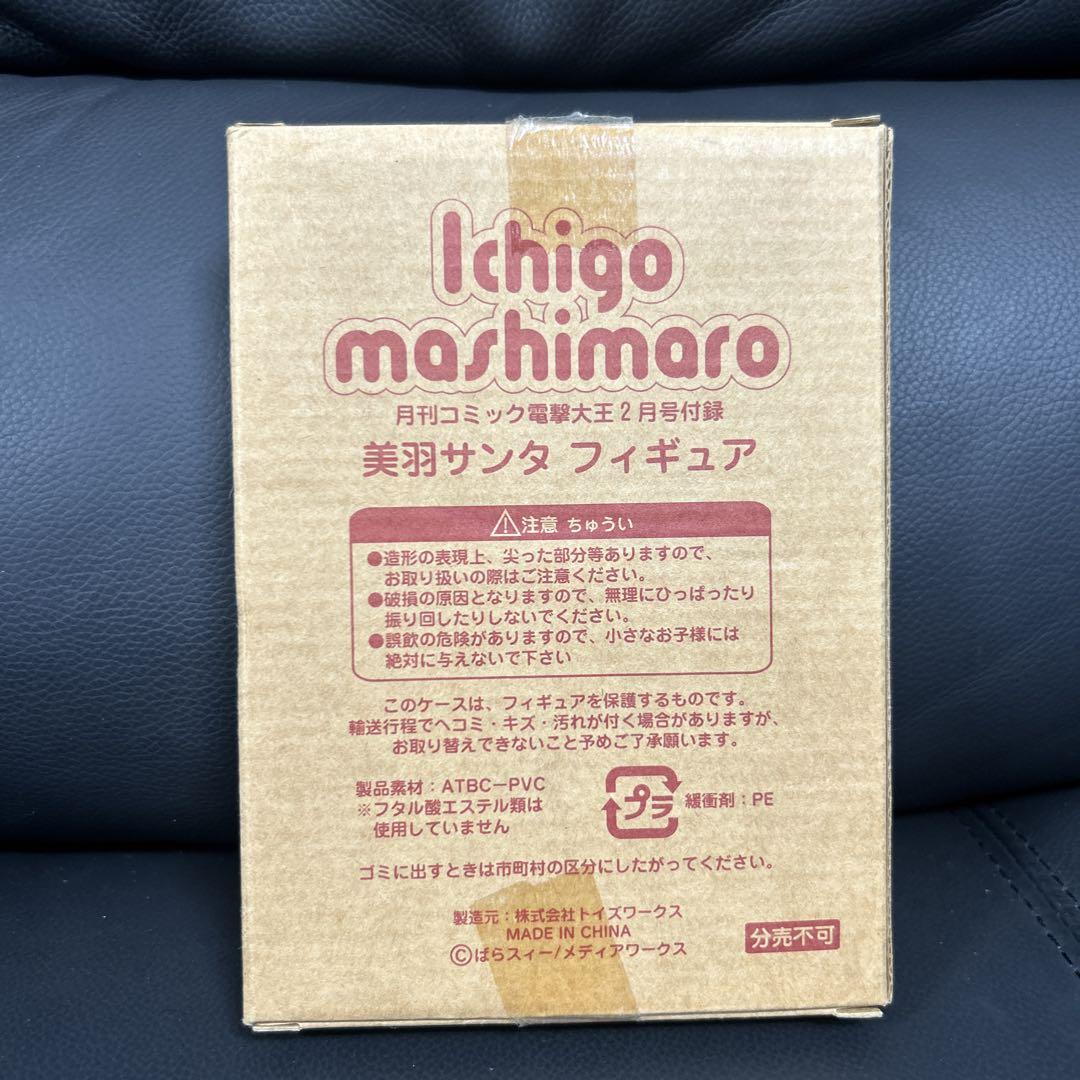 Ichigo
mashimaro
月刊コミック電撃大王2月号付録
美羽サンタ フィギュア
⚠注意 ちゅうい
●造形の表現上、尖った部分等ありますので、
お取り扱いの際はご注意ください。
●破損の原因となりますので、無理にひっぱったり
振り回したりしないでください。
●誤飲の危険がありますので、小さなお子様には
絶対に与えないで下さい
このケースは、フィギュアを保護するものです。
輸送行程でヘコミ・キズ・汚れが付く場合がありますが、
お取り替えできないこと予めご了承願います。
製品素材：ATBC-PVC
※フタル酸エステル類は
使用していません
プラ
緩衝剤：PE
ゴミに出すときは市町村の区分にしたがってください。
製造元：株式会社トイズワークス
MADE IN CHINA
©ばらスィー/メディアワークス
分売不可